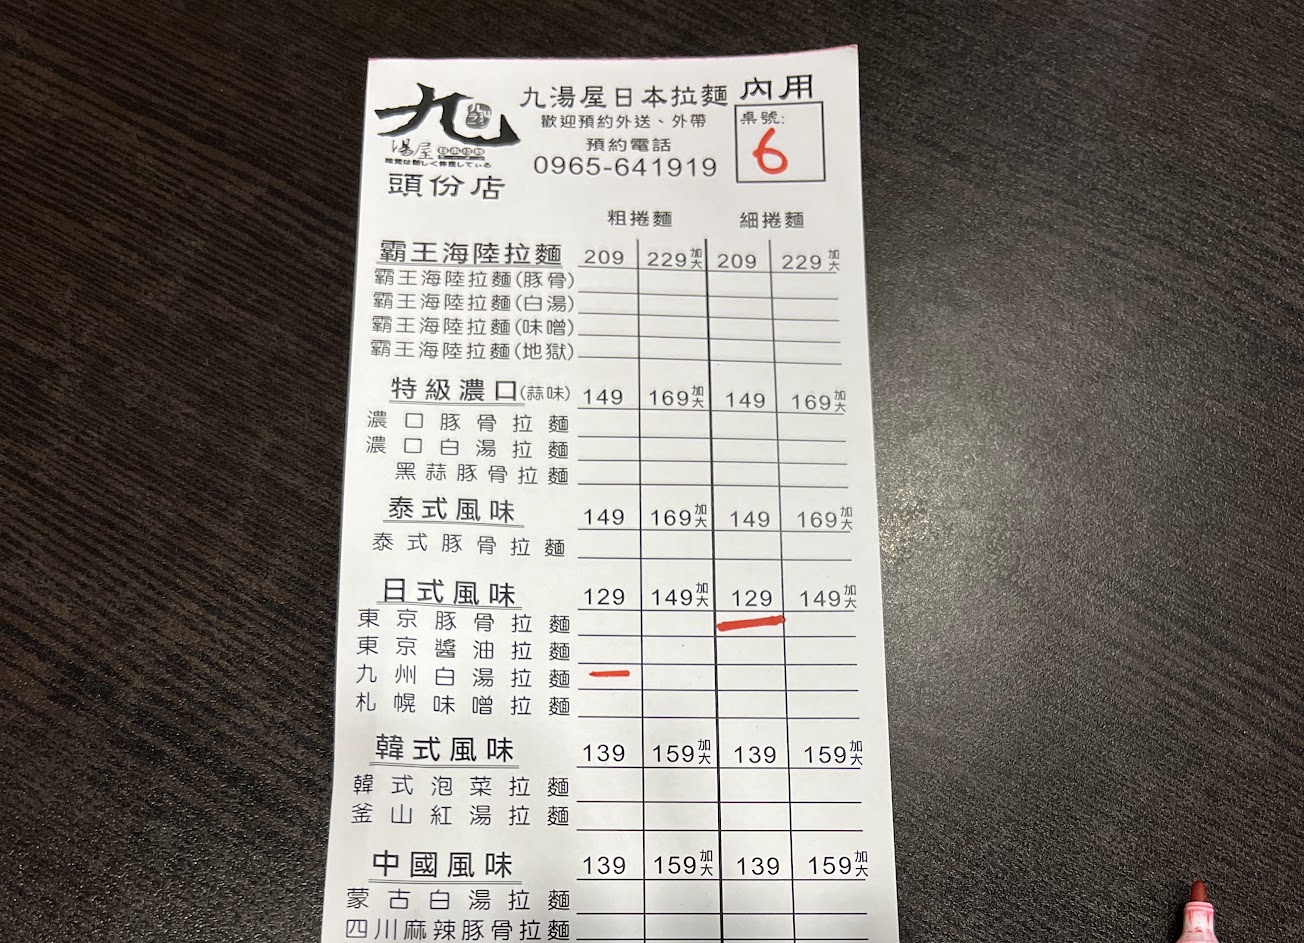 九湯屋日本拉麵 內用
歡迎預約外送、外帶
桌號:
6
預約電話
0965-641919
九
湯屋
頭份店
粗捲麵 細捲麵
霸王海陸拉麵 209 229加大 209 229加大
霸王海陸拉麵(豚骨)
霸王海陸拉麵(白湯)
霸王海陸拉麵(味噌)
霸王海陸拉麵(地獄)
特級濃口(蒜味) 149 169加大 149 169加大
濃口豚骨拉麵
濃口白湯拉麵
黑蒜豚骨拉麵
泰式風味 149 169加大 149 169加大
泰式豚骨拉麵
日式風味 129 149加大 129 149加大
東京豚骨拉麵
東京醬油拉麵
九州白湯拉麵
札幌味噌拉麵
韓式風味 139 159加大 139 159加大
韓式泡菜拉麵
釜山紅湯拉麵
中國風味 139 159加大 139 159加大
蒙古白湯拉麵
四川麻辣豚骨拉麵